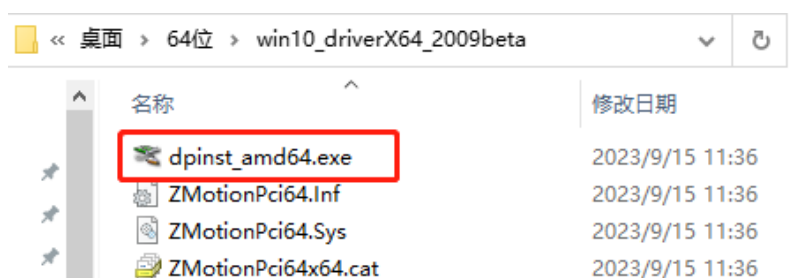 « 桌面 › 64位 › win10_driverX64_2009beta
名称 修改日期
dpinst_amd64.exe 2023/9/15 11:36
ZMotionPci64.Inf 2023/9/15 11:36
ZMotionPci64.Sys 2023/9/15 11:36
ZMotionPci64x64.cat 2023/9/15 11:36